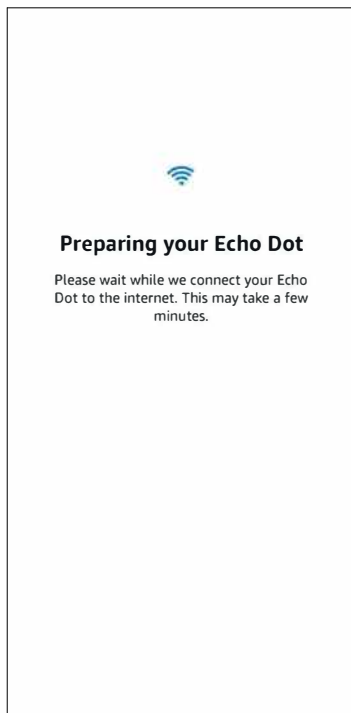 Preparing your Echo Dot
Please wait while we connect your Echo
Dot to the internet. This may take a few
minutes.